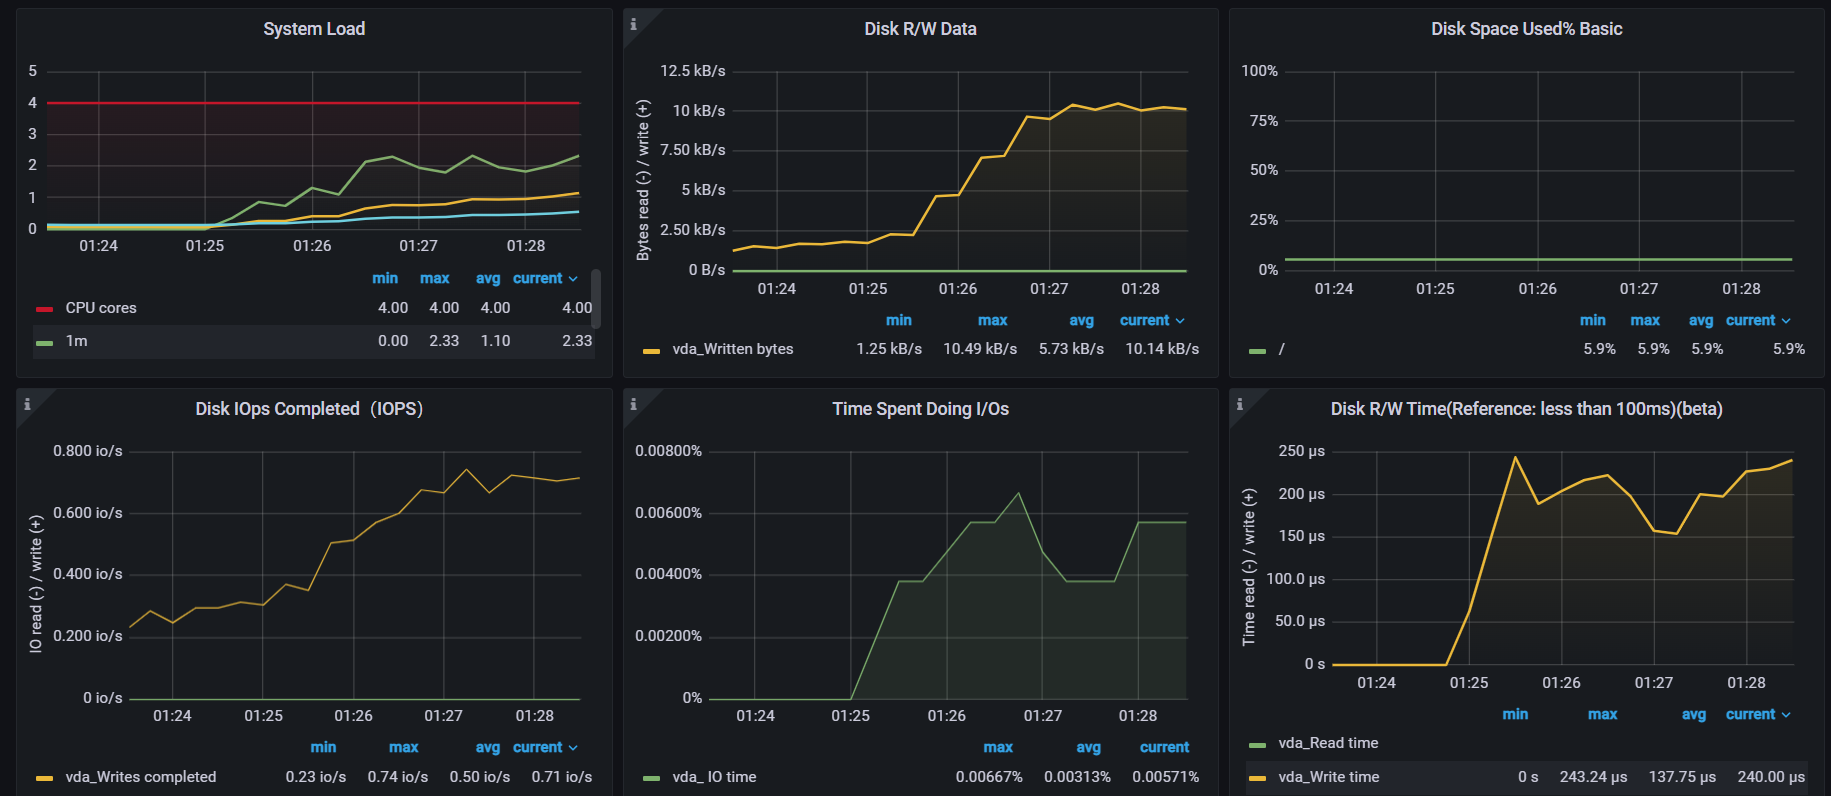 System Load
5
4
3
2
1
0
01:24 01:25 01:26 01:27 01:28
min max avg current
CPU cores 4.00 4.00 4.00 4.00
1m 0.00 2.33 1.10 2.33
i
Disk R/W Data
Bytes read (-) / write (+)
12.5 kB/s
10 kB/s
7.50 kB/s
5 kB/s
2.50 kB/s
0 B/s
01:24 01:25 01:26 01:27 01:28
min max avg current
vda_Written bytes 1.25 kB/s 10.49 kB/s 5.73 kB/s 10.14 kB/s
Disk Space Used% Basic
100%
75%
50%
25%
0%
01:24 01:25 01:26 01:27 01:28
min max avg current
/ 5.9% 5.9% 5.9% 5.9%
i
Disk IOps Completed（IOPS）
IO read (-) / write (+)
0.800 io/s
0.600 io/s
0.400 io/s
0.200 io/s
0 io/s
01:24 01:25 01:26 01:27 01:28
min max avg current
vda_Writes completed 0.23 io/s 0.74 io/s 0.50 io/s 0.71 io/s
i
Time Spent Doing I/Os
0.00800%
0.00600%
0.00400%
0.00200%
0%
01:24 01:25 01:26 01:27 01:28
max avg current
vda_ IO time 0.00667% 0.00313% 0.00571%
i
Disk R/W Time(Reference: less than 100ms)(beta)
Time read (-) / write (+)
250 µs
200 µs
150 µs
100.0 µs
50.0 µs
0 s
01:24 01:25 01:26 01:27 01:28
min max avg current
vda_Read time
vda_Write time 0 s 243.24 µs 137.75 µs 240.00 µs